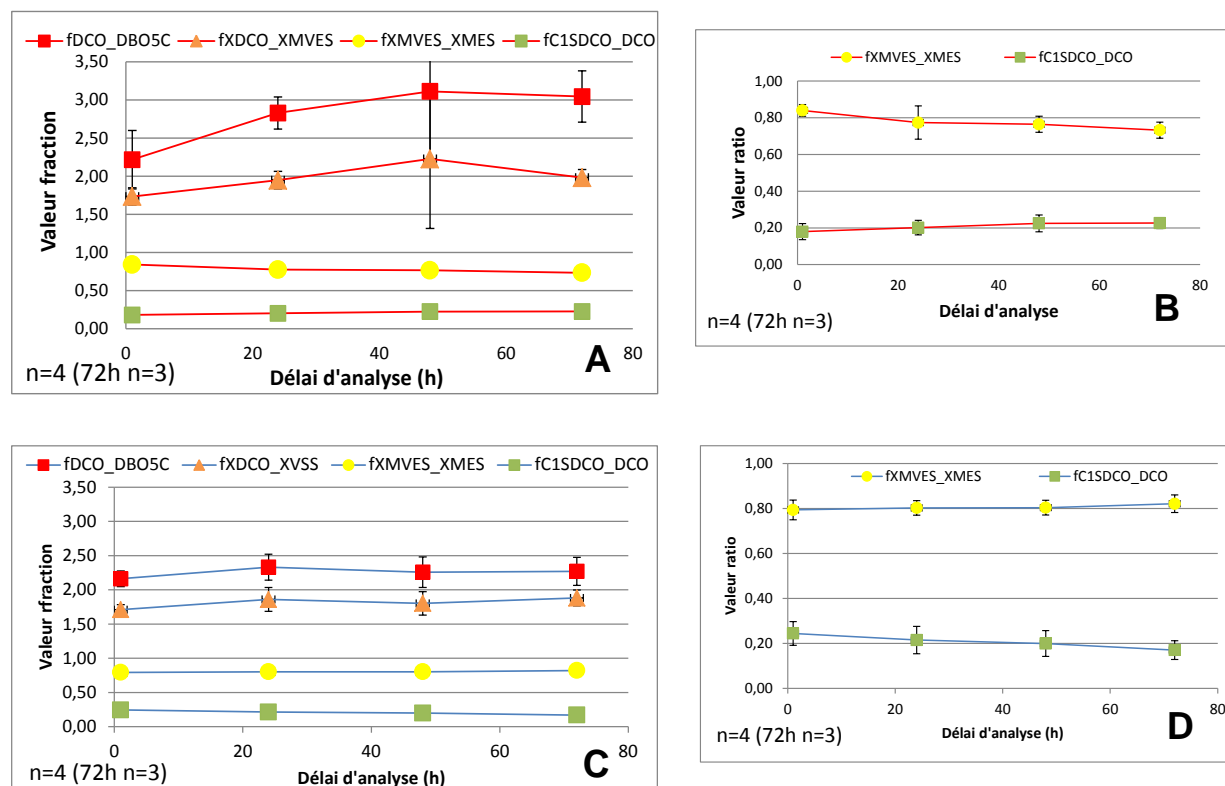 fDCO_DBO5C fXDCO_XMVES fXMVES_XMES fC1SDCO_DCO
3,50
3,00
2,50
2,00
1,50
1,00
0,50
0,00
Valeur fraction
0 20 40 60 80
Délai d'analyse (h)
n=4 (72h n=3)
A
fXMVES_XMES fC1SDCO_DCO
1,00
0,80
0,60
0,40
0,20
0,00
Valeur ratio
0 20 40 60 80
Délai d'analyse
n=4 (72h n=3)
B
fDCO_DBO5C fXDCO_XVSS fXMVES_XMES fC1SDCO_DCO
3,50
3,00
2,50
2,00
1,50
1,00
0,50
0,00
Valeur rfraction
0 20 40 60 80
Délai d'analyse (h)
n=4 (72h n=3)
C
fXMVES_XMES fC1SDCO_DCO
1,00
0,80
0,60
0,40
0,20
0,00
Valeur ratio
0 20 40 60 80
Délai d'analyse (h)
n=4 (72h n=3)
D